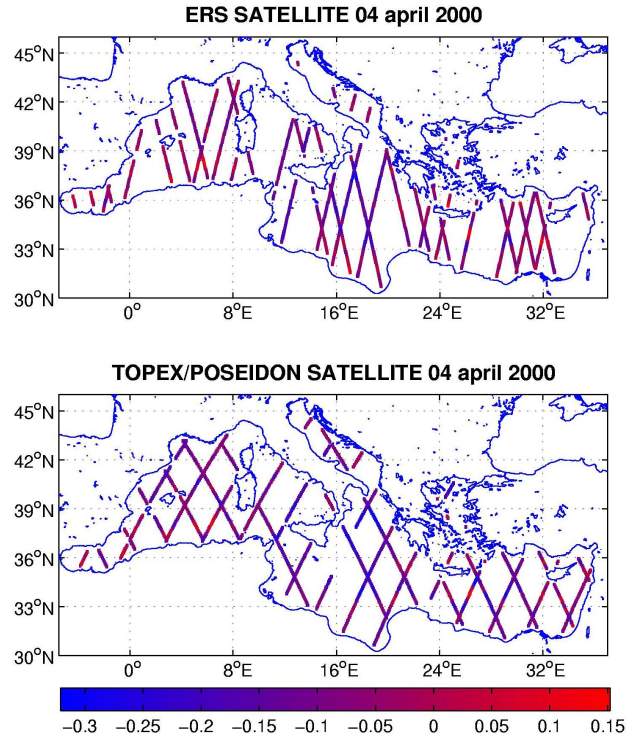 ERS SATELLITE 04 april 2000
45°N
42°N
39°N
36°N
33°N
30°N
0° 8°E 16°E 24°E 32°E
TOPEX/POSEIDON SATELLITE 04 april 2000
45°N
42°N
39°N
36°N
33°N
30°N
0° 8°E 16°E 24°E 32°E
−0.3 −0.25 −0.2 −0.15 −0.1 −0.05 0 0.05 0.1 0.15